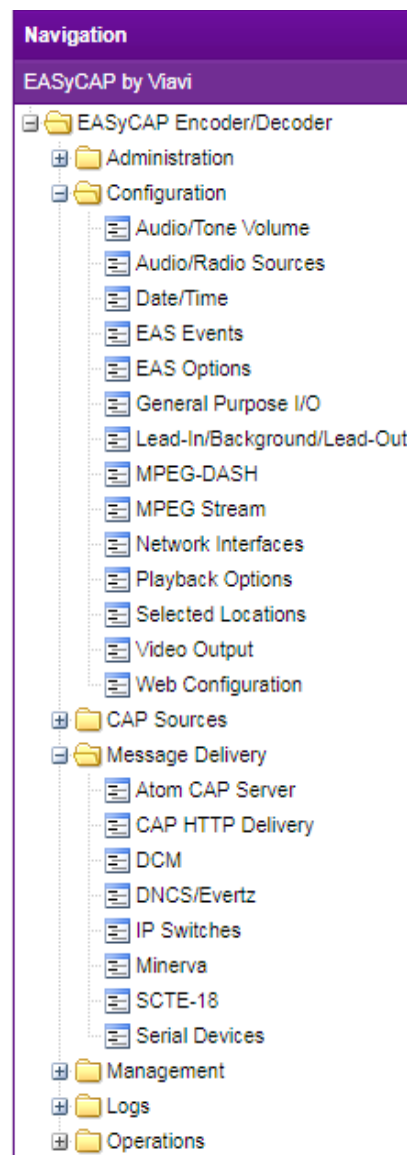 Navigation
EASyCAP by Viavi
EASyCAP Encoder/Decoder
Administration
Configuration
Audio/Tone Volume
Audio/Radio Sources
Date/Time
EAS Events
EAS Options
General Purpose I/O
Lead-In/Background/Lead-Out
MPEG-DASH
MPEG Stream
Network Interfaces
Playback Options
Selected Locations
Video Output
Web Configuration
CAP Sources
Message Delivery
Atom CAP Server
CAP HTTP Delivery
DCM
DNCS/Evertz
IP Switches
Minerva
SCTE-18
Serial Devices
Management
Logs
Operations